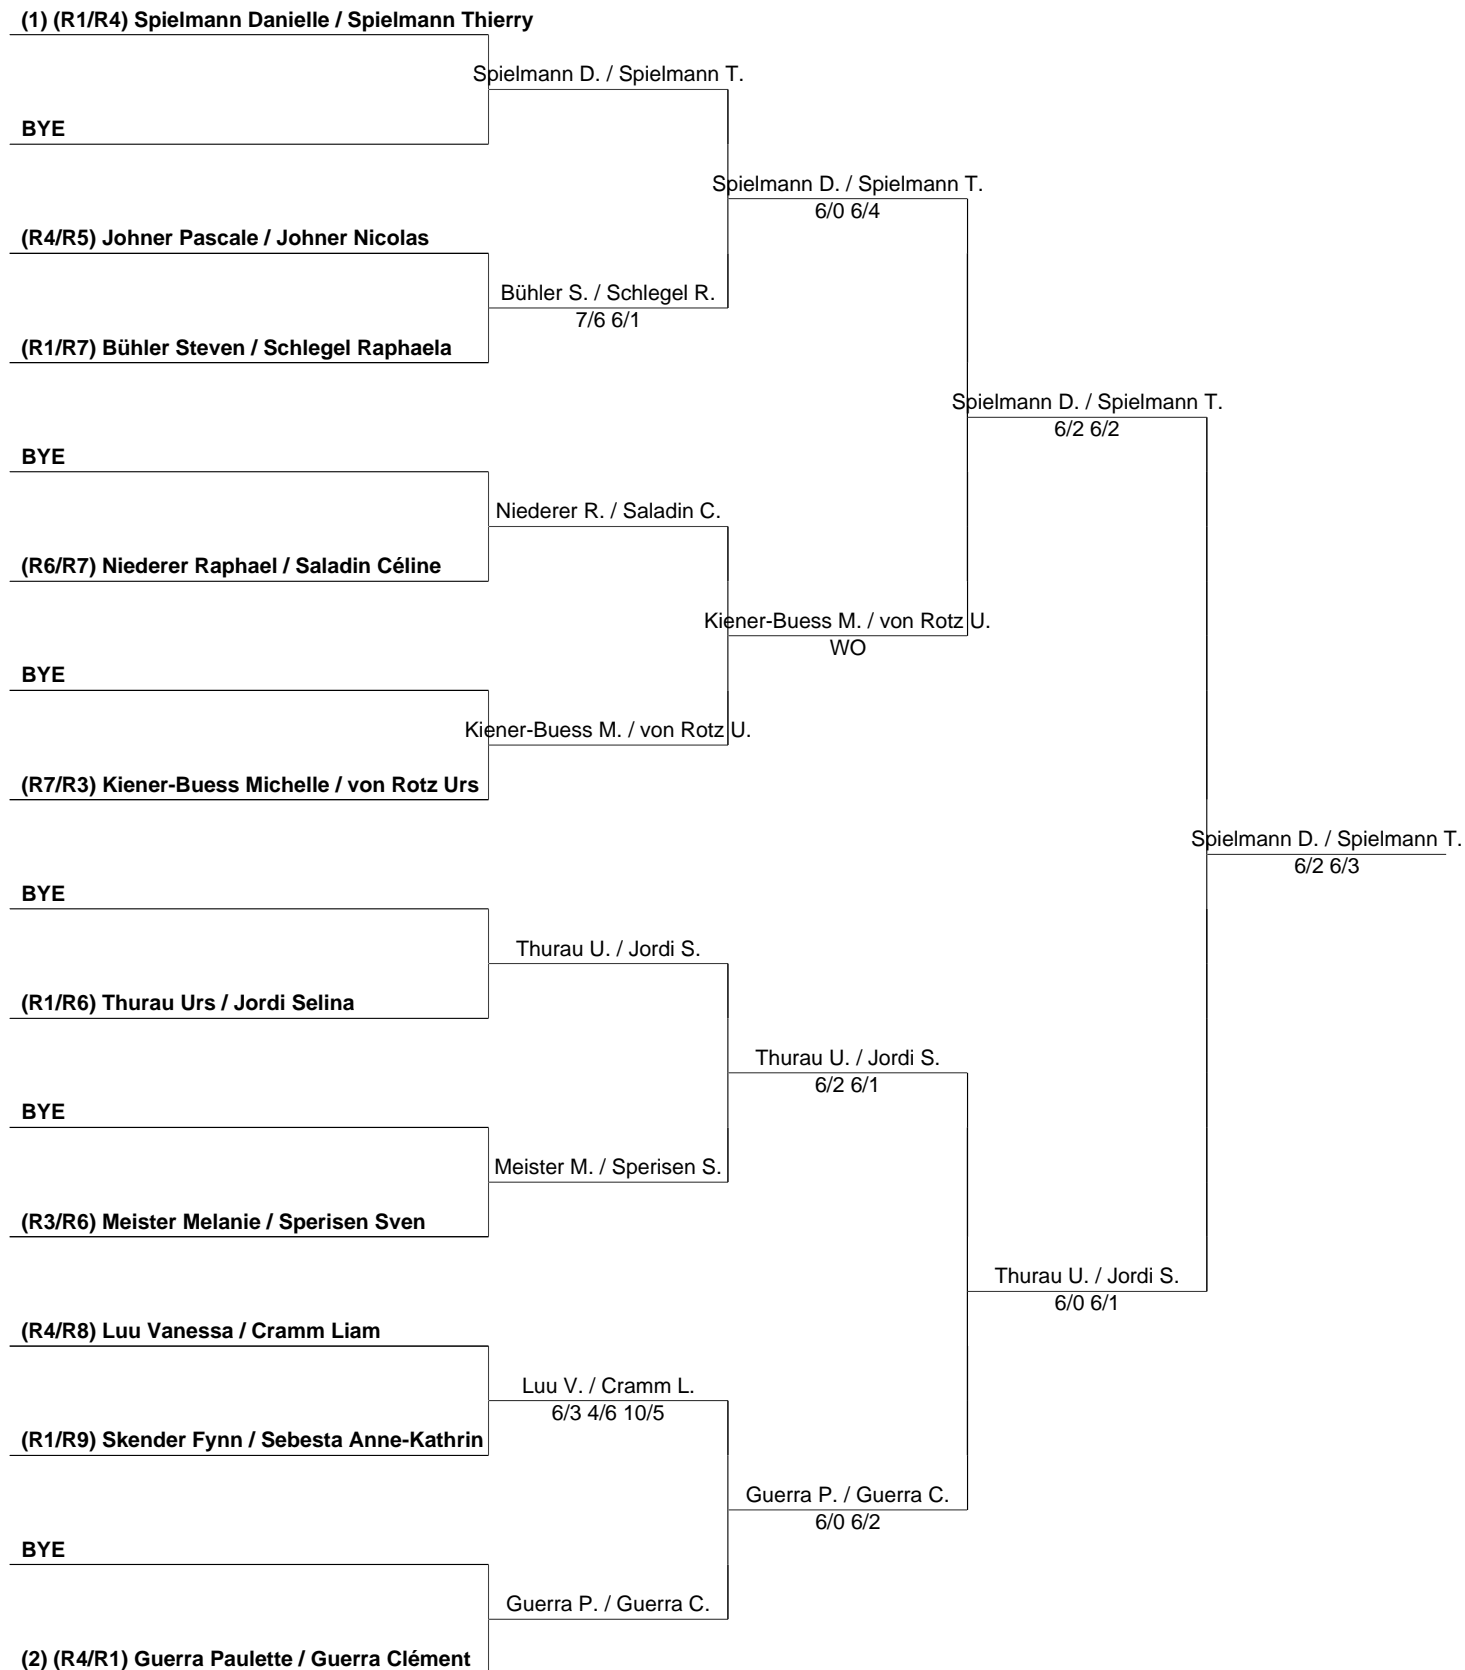 (1) (R1/R4) Spielmann Danielle / Spielmann Thierry
Spielmann D. / Spielmann T.
BYE
Spielmann D. / Spielmann T.
6/0 6/4
(R4/R5) Johner Pascale / Johner Nicolas
Bühler S. / Schlegel R.
7/6 6/1
(R1/R7) Bühler Steven / Schlegel Raphaela
Spielmann D. / Spielmann T.
6/2 6/2
BYE
Niederer R. / Saladin C.
(R6/R7) Niederer Raphael / Saladin Céline
Kiener-Buess M. / von Rotz U.
WO
BYE
Kiener-Buess M. / von Rotz U.
(R7/R3) Kiener-Buess Michelle / von Rotz Urs
Spielmann D. / Spielmann T.
6/2 6/3
BYE
Thurau U. / Jordi S.
(R1/R6) Thurau Urs / Jordi Selina
Thurau U. / Jordi S.
6/2 6/1
BYE
Meister M. / Sperisen S.
(R3/R6) Meister Melanie / Sperisen Sven
Thurau U. / Jordi S.
6/0 6/1
(R4/R8) Luu Vanessa / Cramm Liam
Luu V. / Cramm L.
6/3 4/6 10/5
(R1/R9) Skender Fynn / Sebesta Anne-Kathrin
Guerra P. / Guerra C.
6/0 6/2
BYE
Guerra P. / Guerra C.
(2) (R4/R1) Guerra Paulette / Guerra Clément